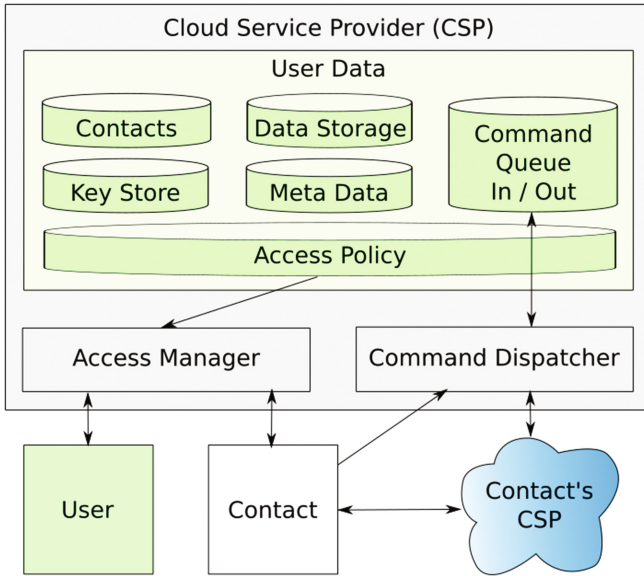 Cloud Service Provider (CSP)
User Data
Contacts
Data Storage
Command
Queue
In / Out
Key Store
Meta Data
Access Policy
Access Manager
Command Dispatcher
User
Contact
Contact's
CSP